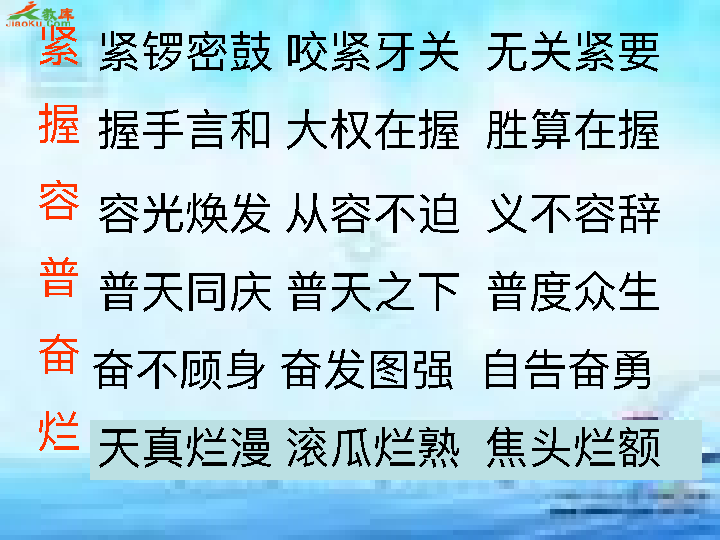 教库
JiaoKu.Com
紧 紧锣密鼓 咬紧牙关 无关紧要
握 握手言和 大权在握 胜算在握
容 容光焕发 从容不迫 义不容辞
普 普天同庆 普天之下 普度众生
奋 奋不顾身 奋发图强 自告奋勇
烂 天真烂漫 滚瓜烂熟 焦头烂额